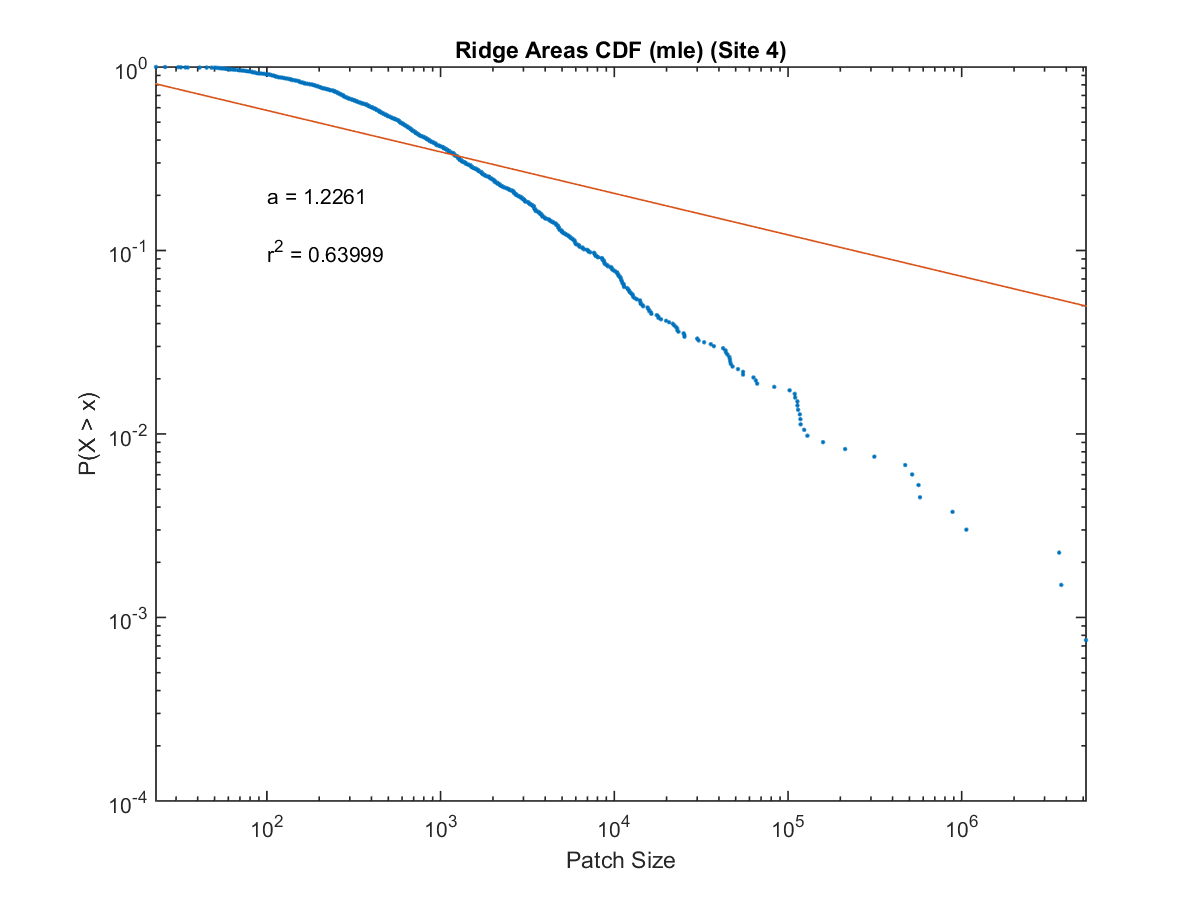 Ridge Areas CDF (mle) (Site 4)
10^0
10^-1
10^-2
10^-3
10^-4
P(X > x)
a = 1.2261
r^2 = 0.63999
10^2 10^3 10^4 10^5 10^6
Patch Size